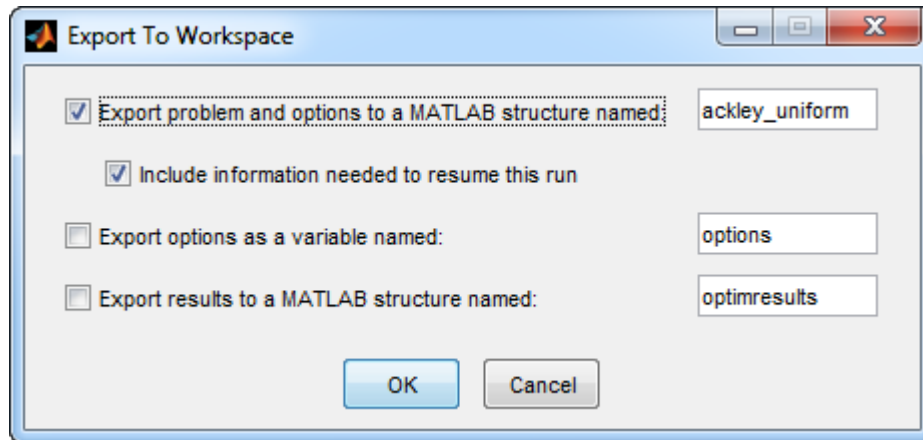 Export To Workspace
Export problem and options to a MATLAB structure named: ackley_uniform
Include information needed to resume this run
Export options as a variable named: options
Export results to a MATLAB structure named: optimresults
OK Cancel